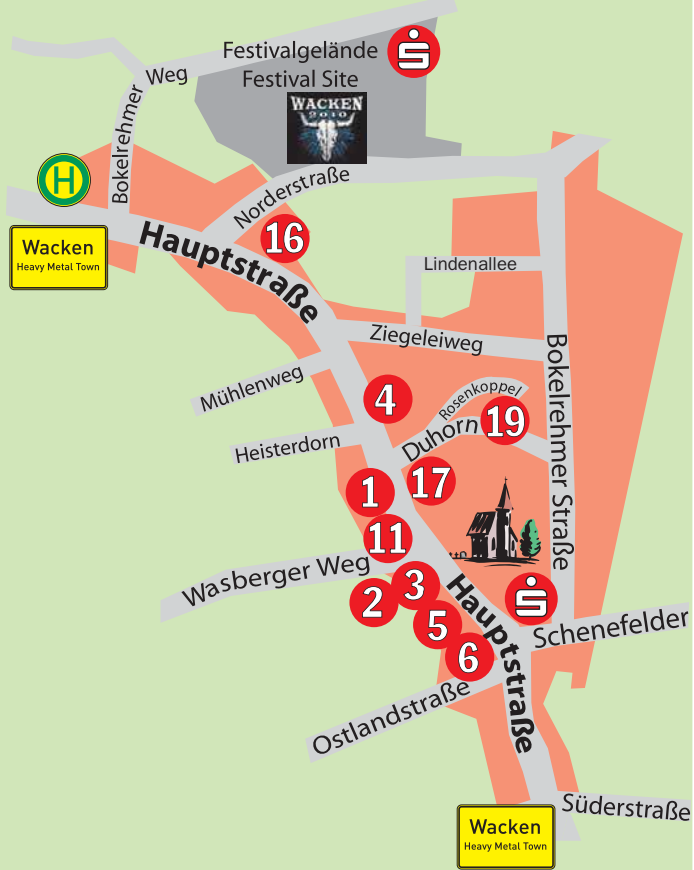 Festivalgelände
Festival Site
WACKEN
2010
Bokelrehmer
Weg
H
Norderstraße
Wacken
Heavy Metal Town
Hauptstraße
16
Lindenallee
Ziegeleiweg
Mühlenweg
4
Rosenkoppel
19
Heisterdorn
Duhorn
Bokelrehmer Straße
17
1
11
Wasberger Weg
2
3
5
6
Hauptstraße
Schenefelder
Ostlandstraße
Süderstraße
Wacken
Heavy Metal Town